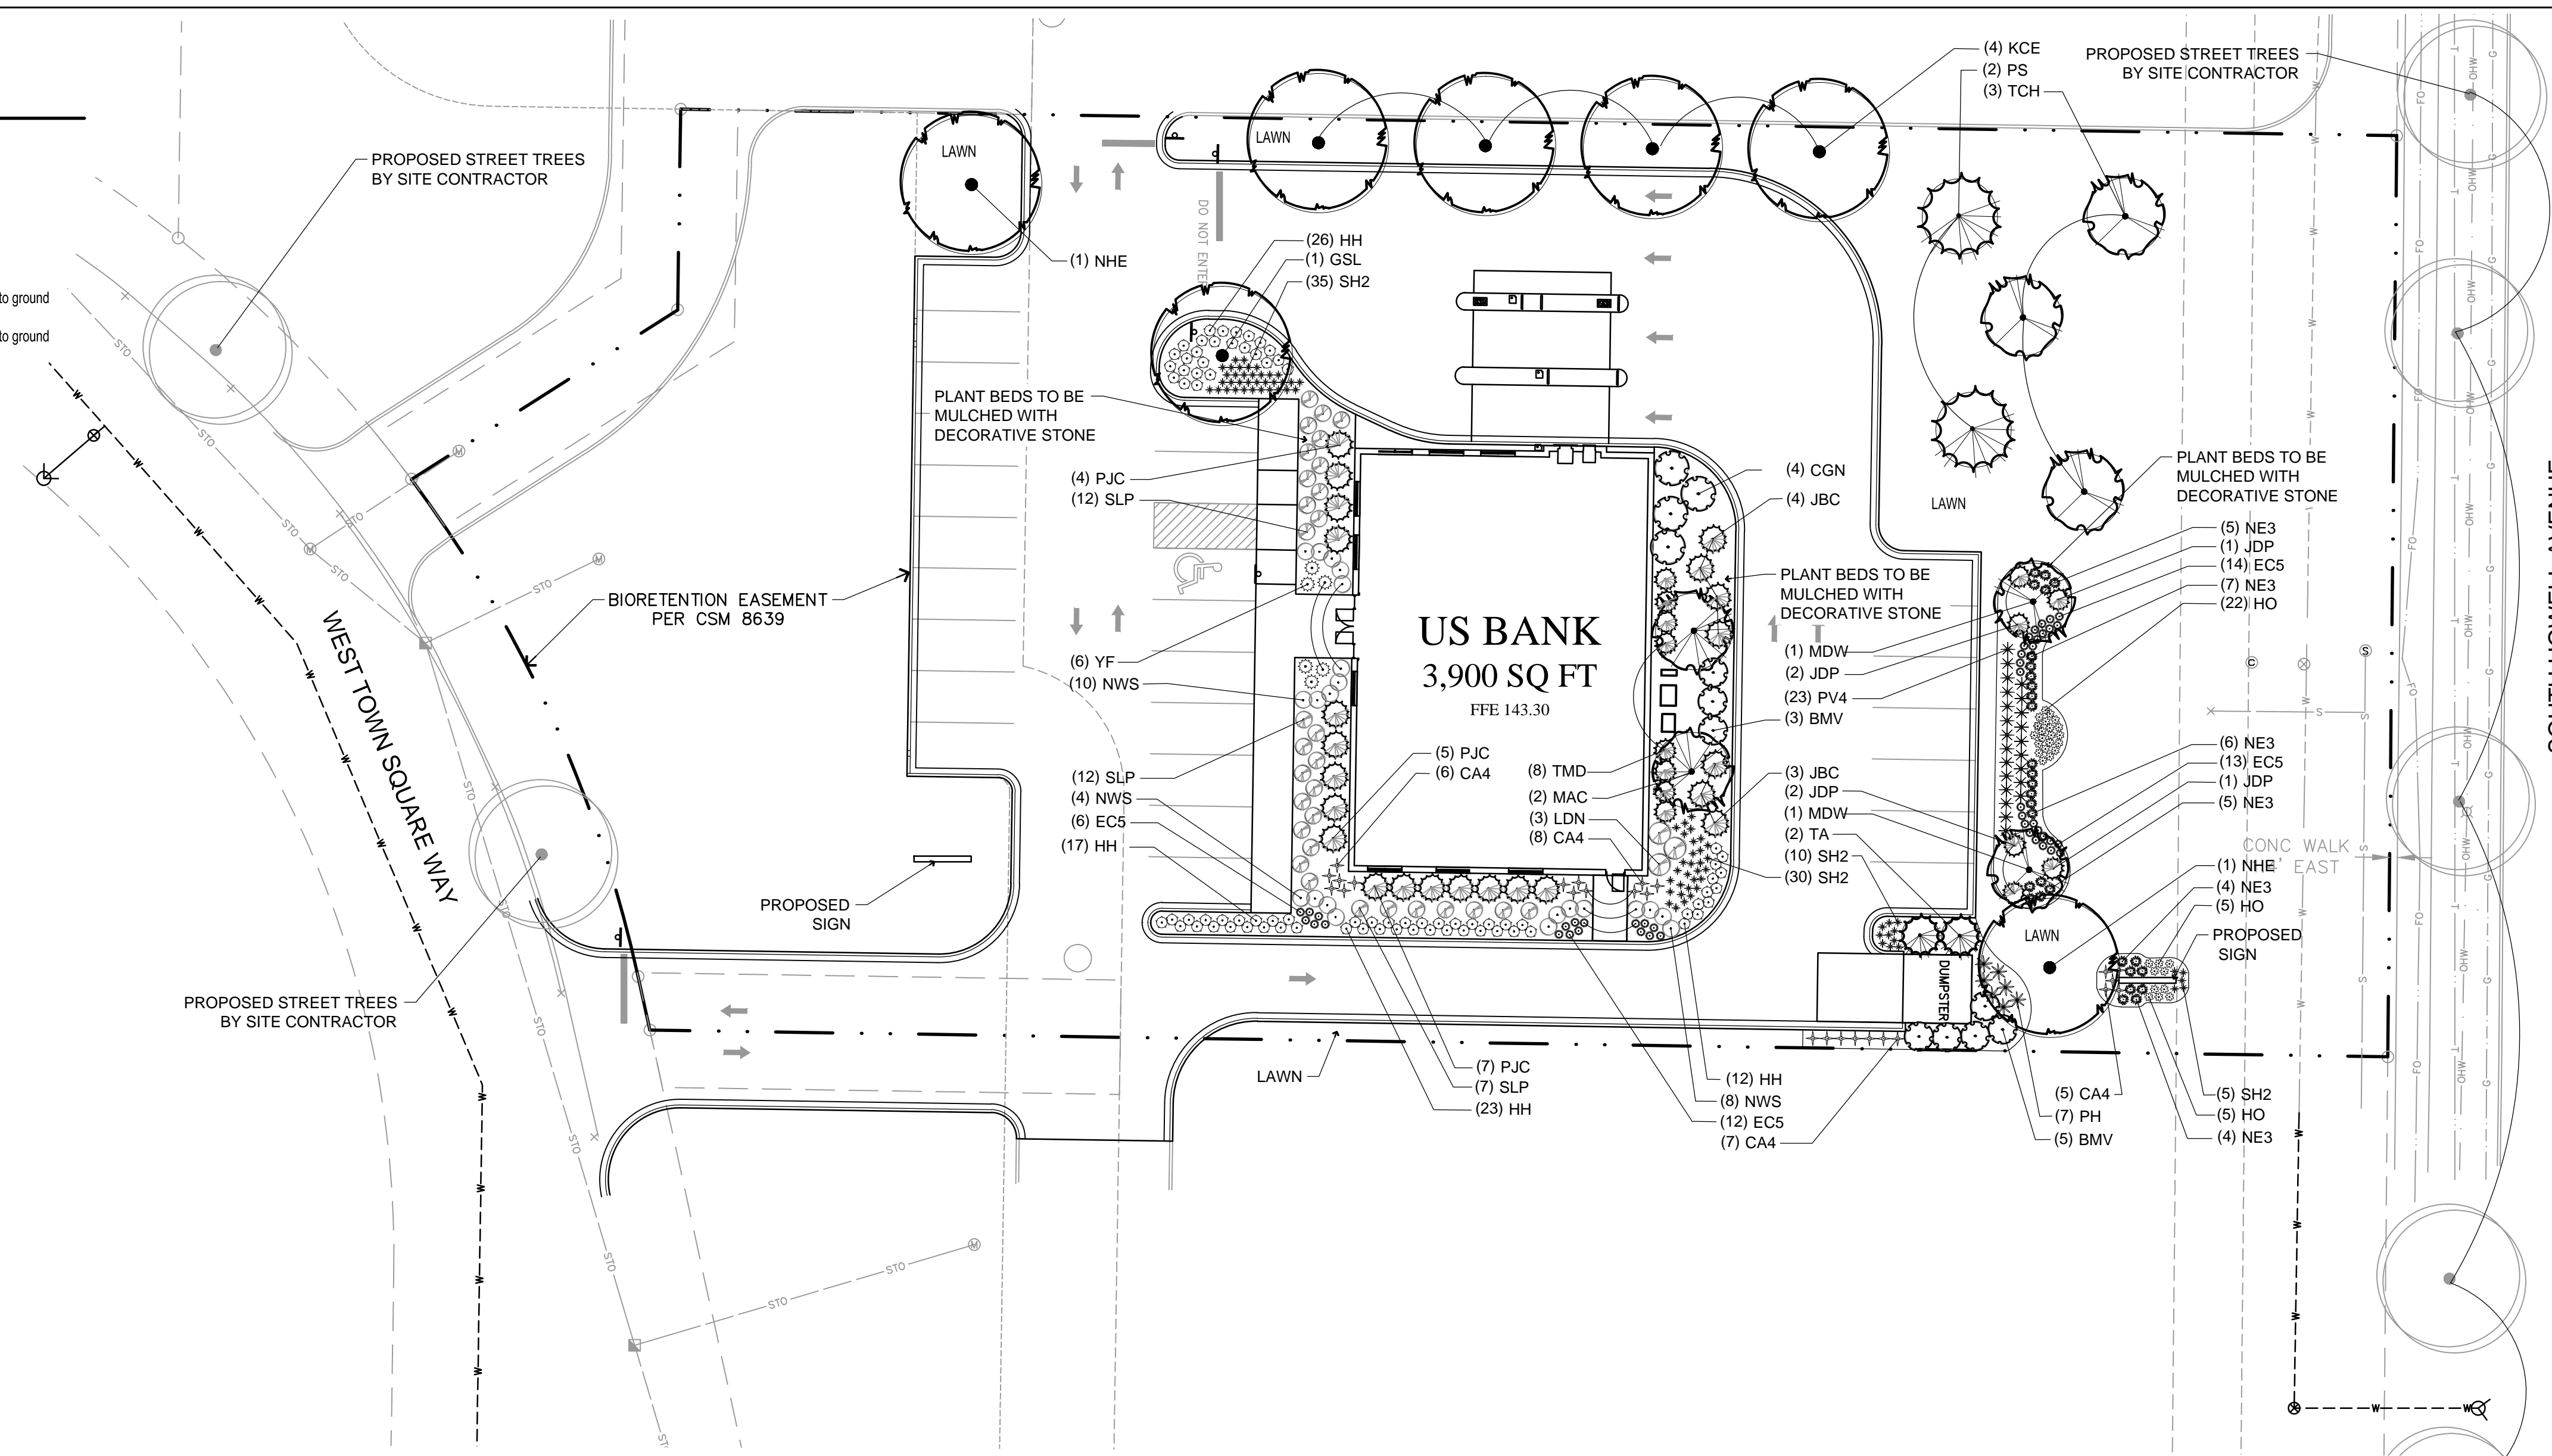 (4) KCE
(2) PS
(3) TCH
PROPOSED STREET TREES
BY SITE CONTRACTOR
LAWN
LAWN
PROPOSED STREET TREES
BY SITE CONTRACTOR
(1) NHE
DO NOT ENTER
(26) HH
(1) GSL
(35) SH2
to ground
to ground
PLANT BEDS TO BE
MULCHED WITH
DECORATIVE STONE
(4) PJC
(12) SLP
(4) CGN
(4) JBC
LAWN
PLANT BEDS TO BE
MULCHED WITH
DECORATIVE STONE
(5) NE3
(1) JDP
(14) EC5
(7) NE3
(22) HO
PLANT BEDS TO BE
MULCHED WITH
DECORATIVE STONE
BIORETENTION EASEMENT
PER CSM 8639
WEST TOWN SQUARE WAY
US BANK
3,900 SQ FT
FFE 143.30
(6) YF
(10) NWS
(1) MDW
(2) JDP
(23) PV4
(3) BMV
(12) SLP
(4) NWS
(6) EC5
(17) HH
(5) PJC
(6) CA4
(8) TMD
(2) MAC
(3) LDN
(8) CA4
(3) JBC
(2) JDP
(1) MDW
(2) TA
(10) SH2
(30) SH2
(6) NE3
(13) EC5
(1) JDP
(5) NE3
CONC WALK
EAST
(1) NHE
(4) NE3
(5) HO
PROPOSED
SIGN
LAWN
DUMPSTER
PROPOSED
SIGN
PROPOSED STREET TREES
BY SITE CONTRACTOR
LAWN
(7) PJC
(7) SLP
(23) HH
(12) HH
(8) NWS
(12) EC5
(7) CA4
(5) CA4
(7) PH
(5) BMV
(5) SH2
(5) HO
(4) NE3